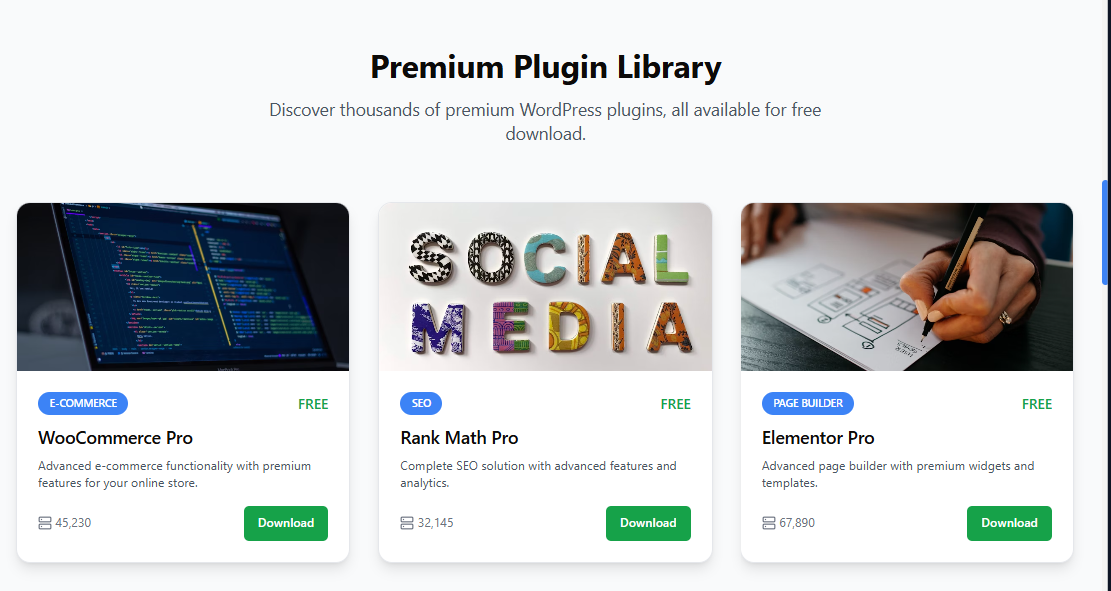 Premium Plugin Library
Discover thousands of premium WordPress plugins, all available for free
download.
SOCIAL
MEDIA
E-COMMERCE
FREE
WooCommerce Pro
Advanced e-commerce functionality with premium
features for your online store.
45,230
Download
SEO
FREE
Rank Math Pro
Complete SEO solution with advanced features and
analytics.
32,145
Download
PAGE BUILDER
FREE
Elementor Pro
Advanced page builder with premium widgets and
templates.
67,890
Download